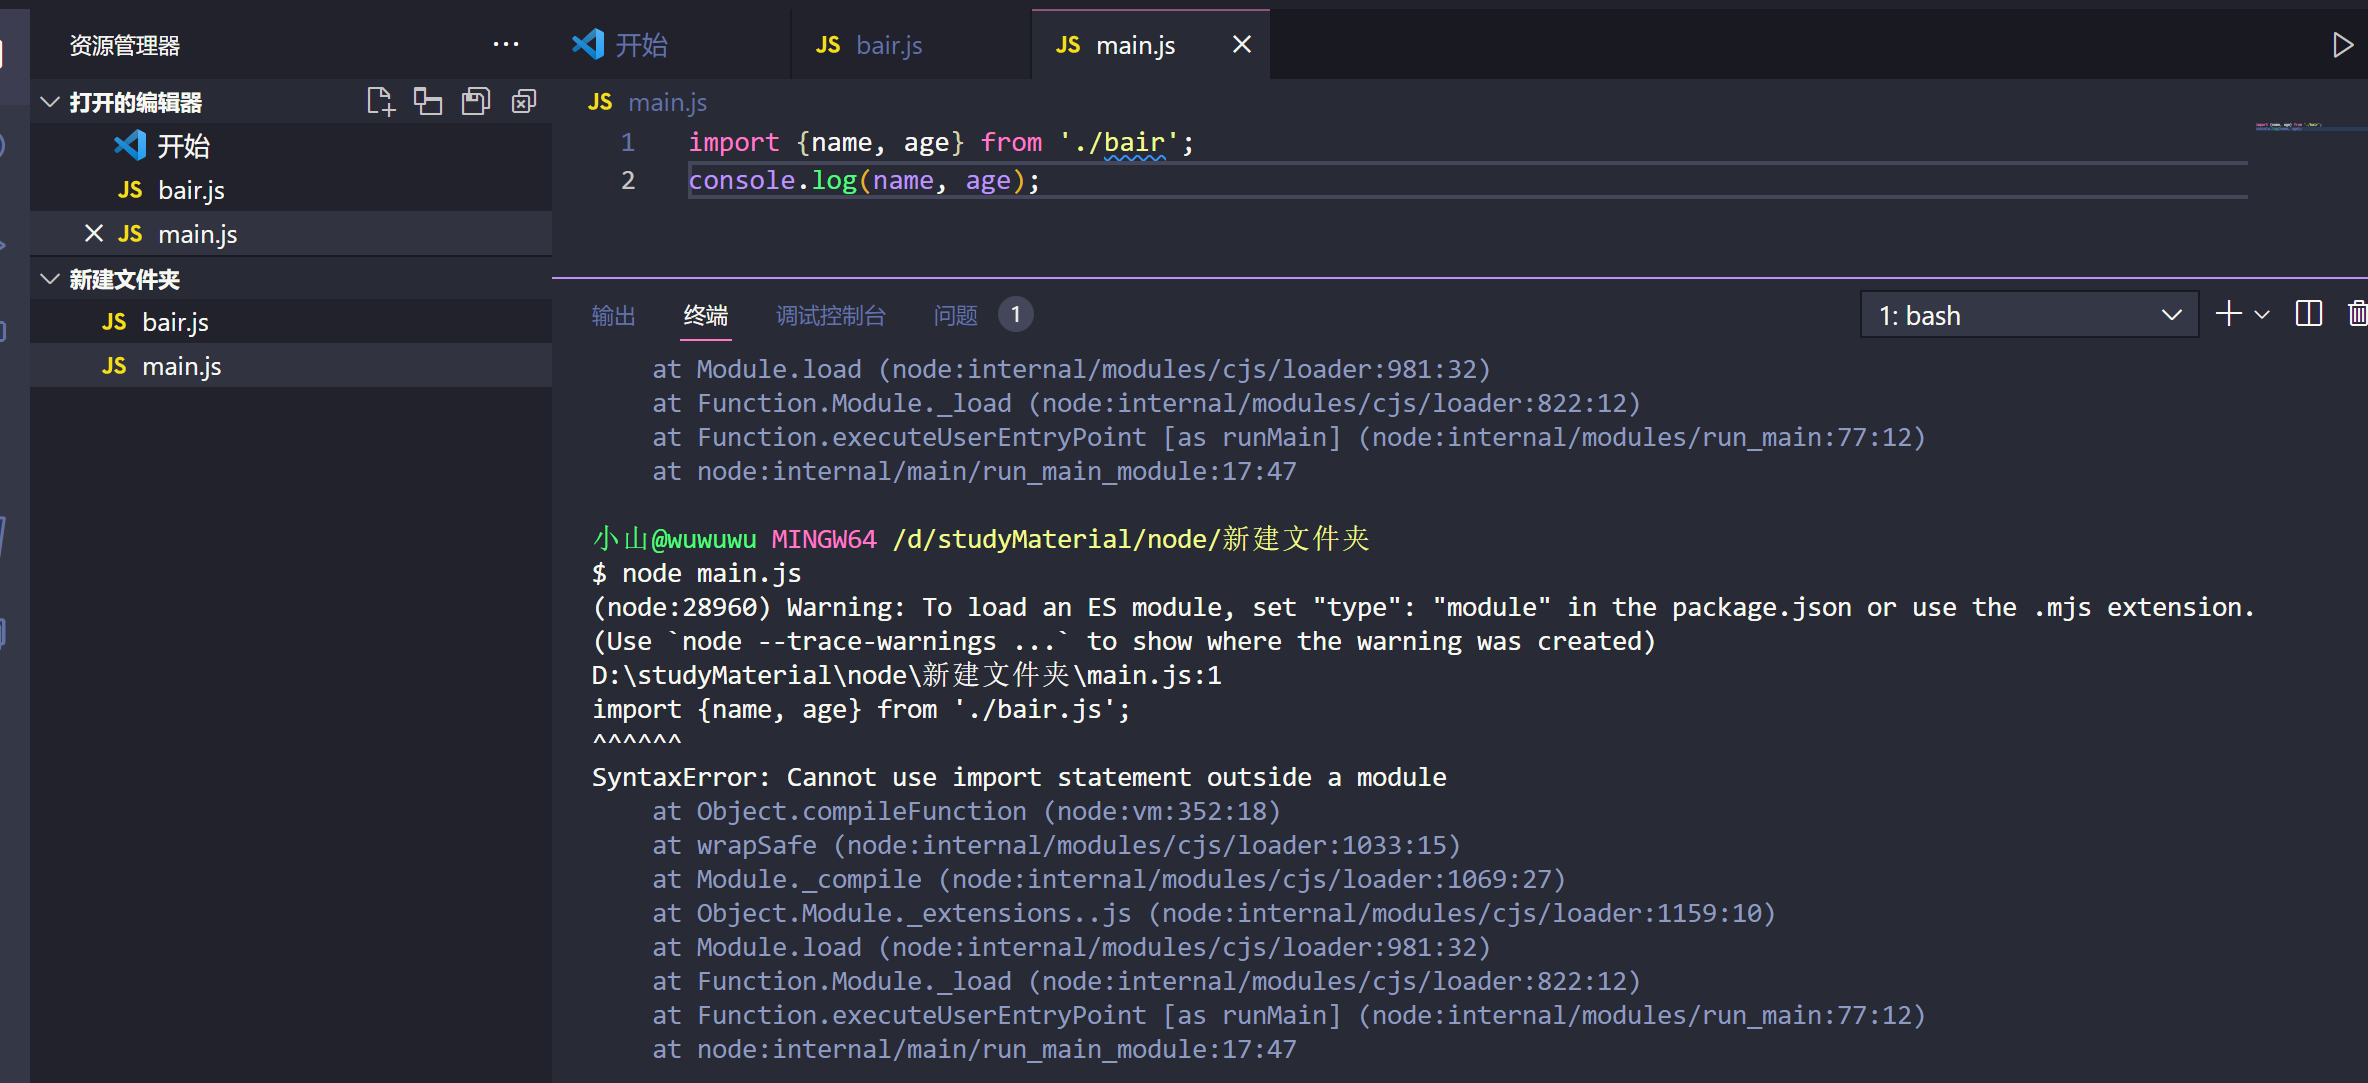 资源管理器
···
打开的编辑器
开始
JS bair.js
JS main.js
新建文件夹
JS bair.js
JS main.js
开始
JS bair.js
JS main.js
JS main.js
1 import {name, age} from './bair';
2 console.log(name, age);
输出 终端 调试控制台 问题 1
1: bash
at Module.load (node:internal/modules/cjs/loader:981:32)
at Function.Module._load (node:internal/modules/cjs/loader:822:12)
at Function.executeUserEntryPoint [as runMain] (node:internal/modules/run_main:77:12)
at node:internal/main/run_main_module:17:47
小山@wuwuwu MINGW64 /d/studyMaterial/node/新建文件夹
$ node main.js
(node:28960) Warning: To load an ES module, set "type": "module" in the package.json or use the .mjs extension.
(Use `node --trace-warnings ...` to show where the warning was created)
D:\studyMaterial\node\新建文件夹\main.js:1
import {name, age} from './bair.js';
^^^^^^
SyntaxError: Cannot use import statement outside a module
at Object.compileFunction (node:vm:352:18)
at wrapSafe (node:internal/modules/cjs/loader:1033:15)
at Module._compile (node:internal/modules/cjs/loader:1069:27)
at Object.Module._extensions..js (node:internal/modules/cjs/loader:1159:10)
at Module.load (node:internal/modules/cjs/loader:981:32)
at Function.Module._load (node:internal/modules/cjs/loader:822:12)
at Function.executeUserEntryPoint [as runMain] (node:internal/modules/run_main:77:12)
at node:internal/main/run_main_module:17:47